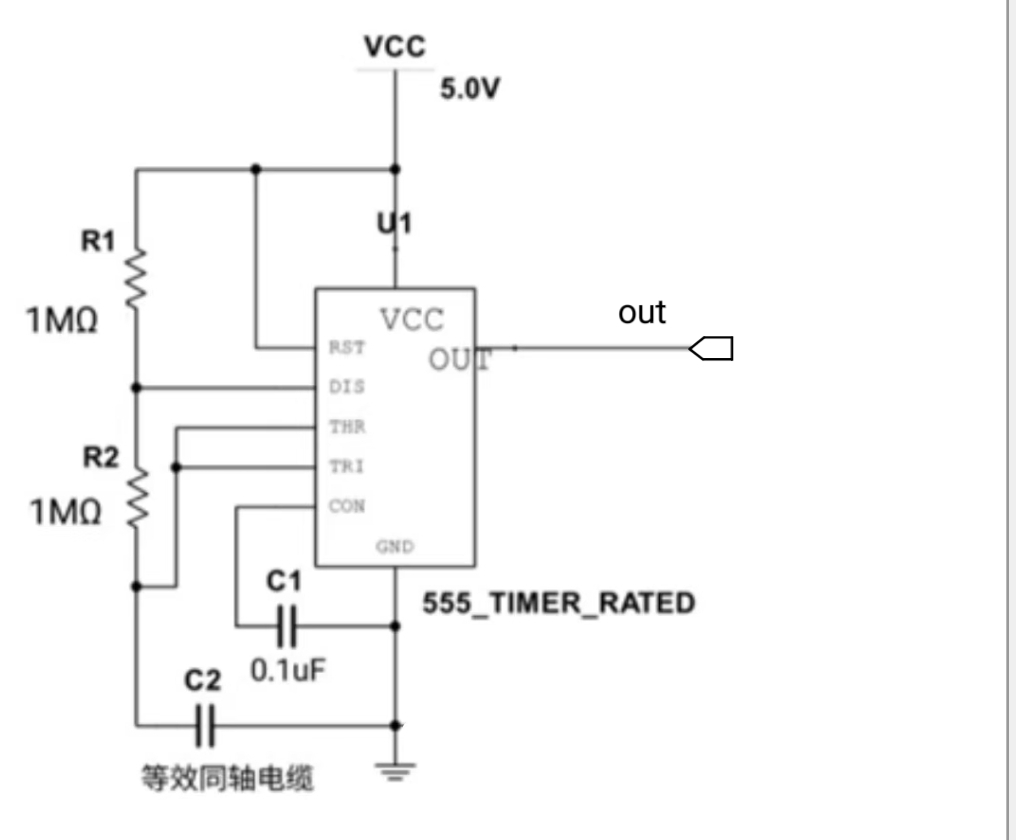 VCC
5.0V
U1
R1
1MΩ
out
VCC
RST
OUT
DIS
THR
R2
TRI
1MΩ
CON
GND
C1
555_TIMER_RATED
0.1uF
C2
等效同轴电缆